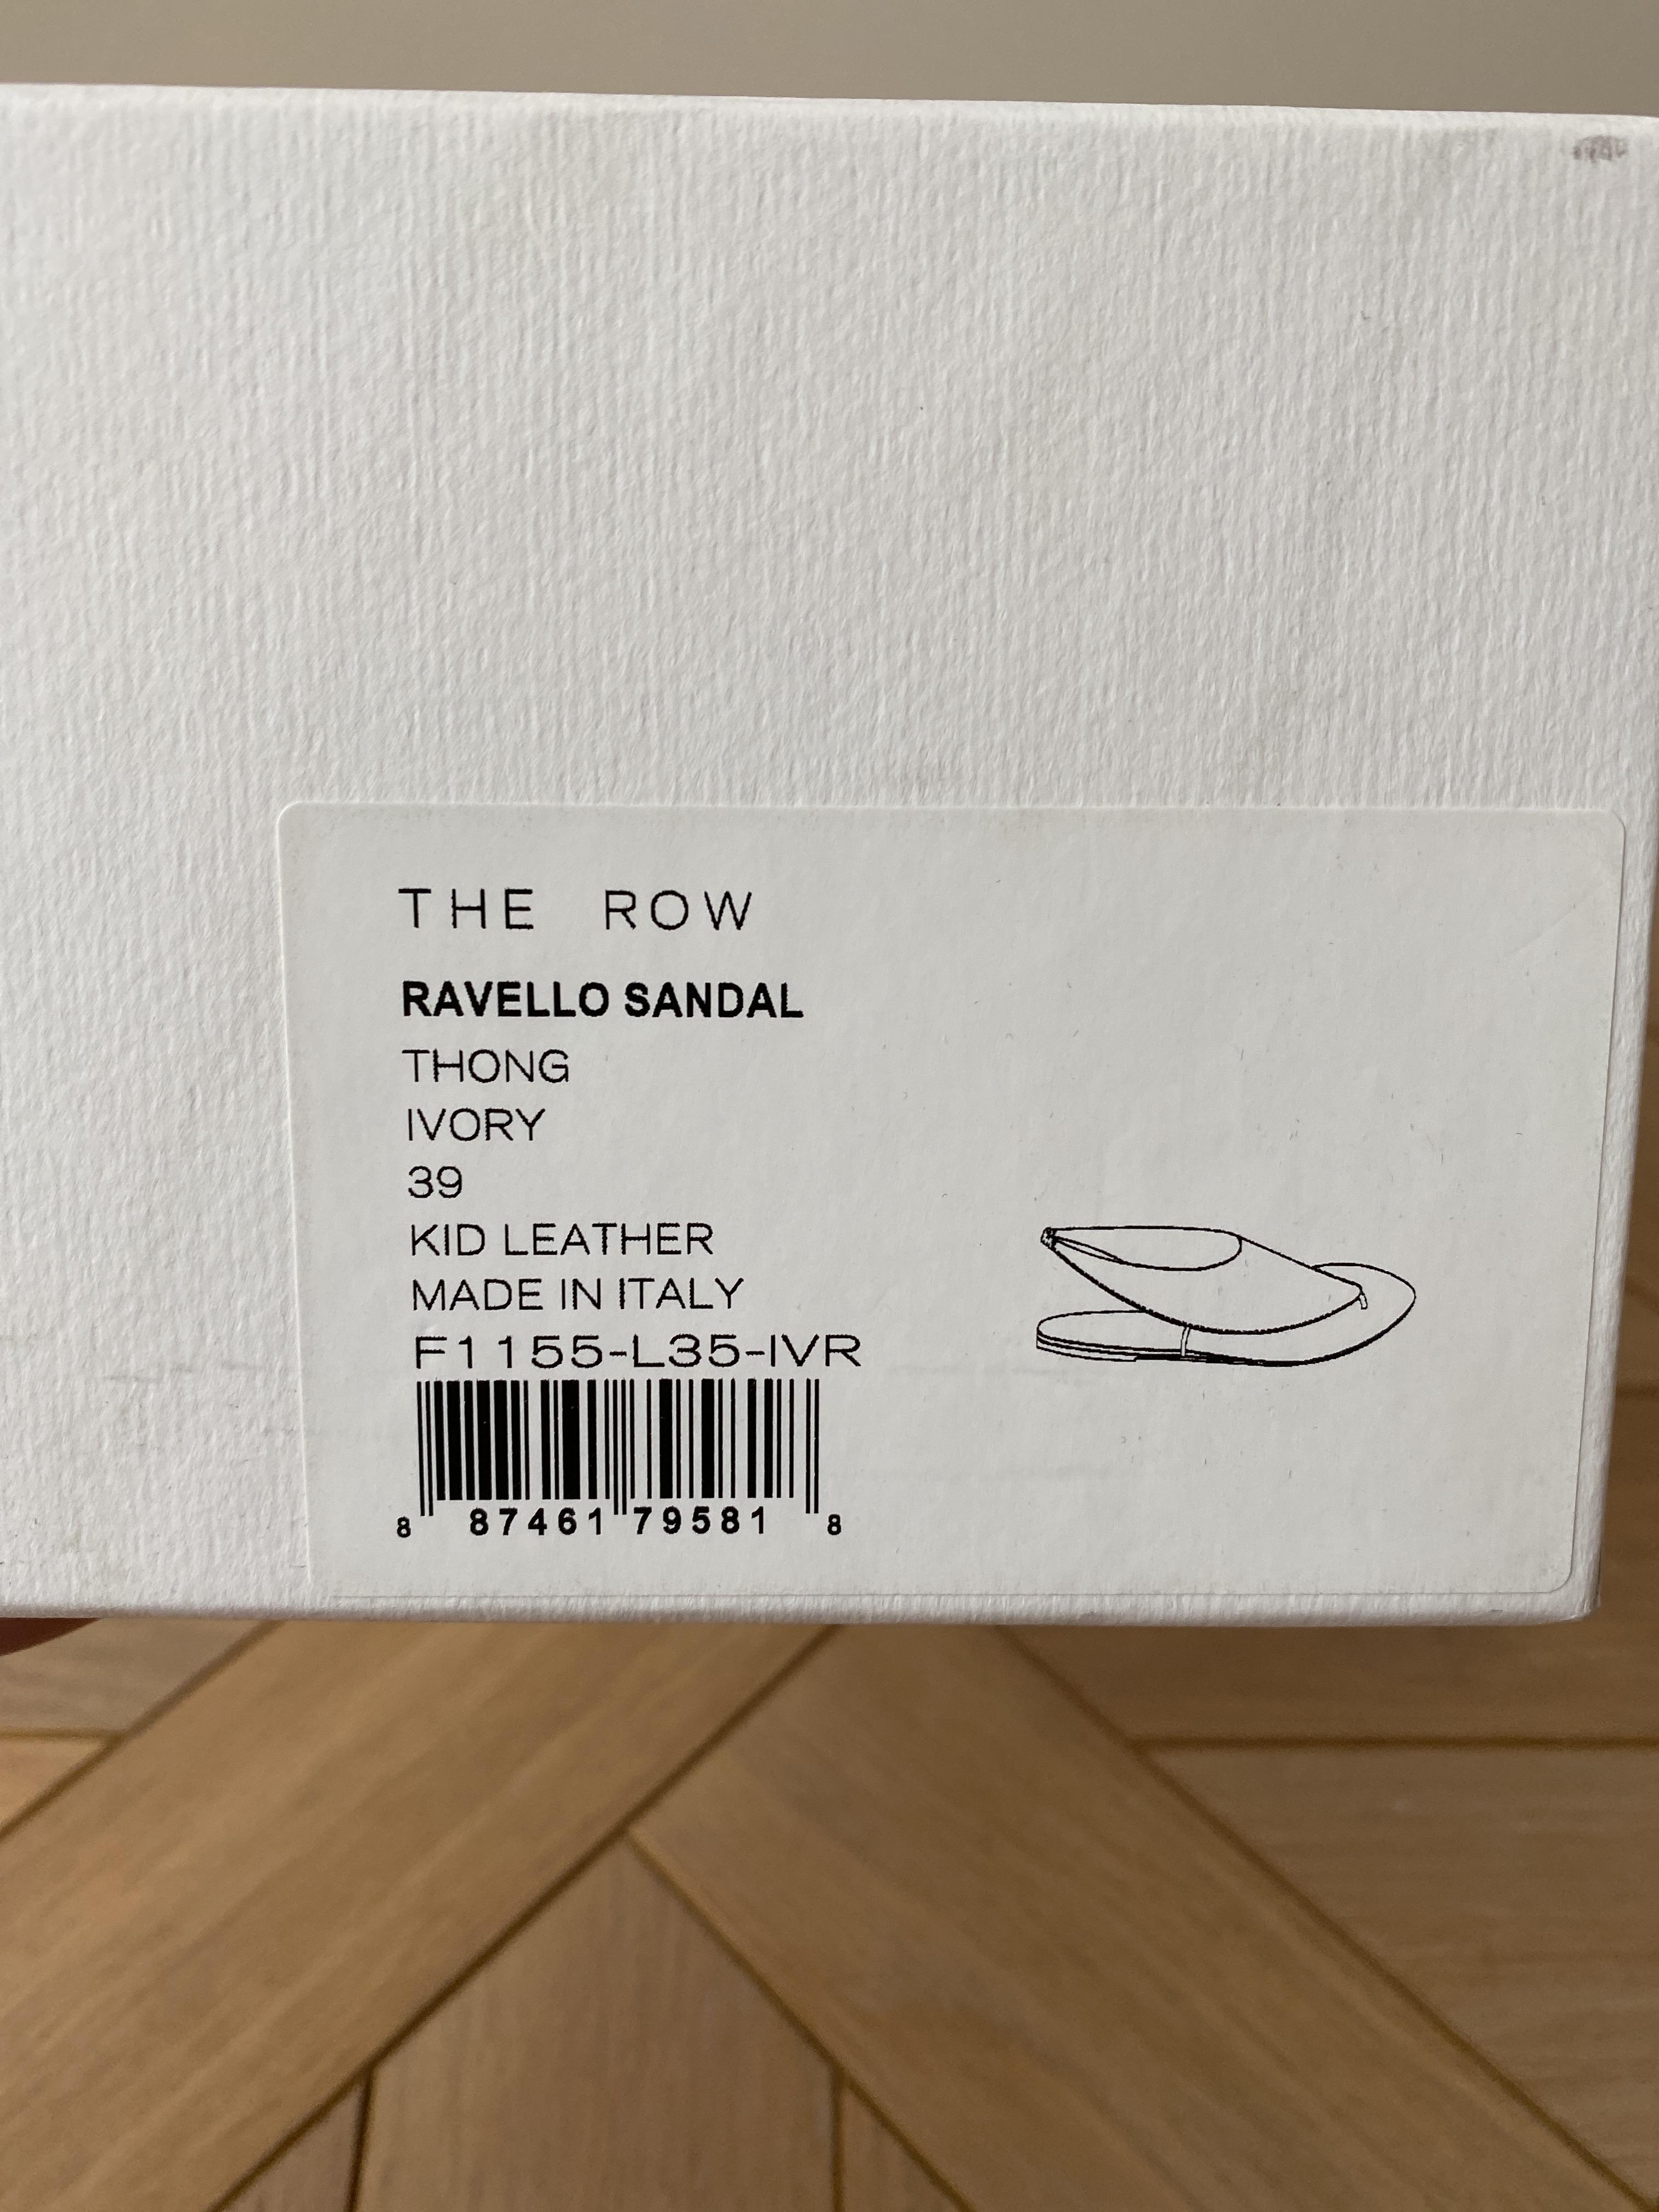 THE ROW
RAVELLO SANDAL
THONG
IVORY
39
KID LEATHER
MADE IN ITALY
F1155-L35-IVR
8 87461 79581 8